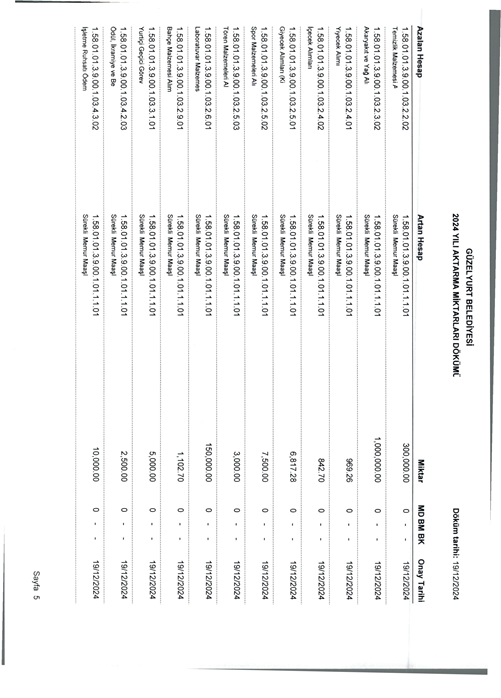 GÜZELYURT BELEDİYESİ
2024 YILI AKTARMA MİKTARLARI DÖKÜMÜ
Döküm tarihi: 19/12/2024
Azalan Hesap Artan Hesap Miktar MD BM BK Onay Tarihi
1.58.01.01.3.9.00.1.03.2.2.02 1.58.01.01.3.9.00.1.01.1.1.01 300,000.00 0 - - 19/12/2024
Temizlik Malzemesi A Sürekli Memur Maaşı
1.58.01.01.3.9.00.1.03.2.3.02 1.58.01.01.3.9.00.1.01.1.1.01 1,000,000.00 0 - - 19/12/2024
Akaryakıt ve Yağ Alı Sürekli Memur Maaşı
1.58.01.01.3.9.00.1.03.2.4.01 1.58.01.01.3.9.00.1.01.1.1.01 969.26 0 - - 19/12/2024
Yiyecek Alımı Sürekli Memur Maaşı
1.58.01.01.3.9.00.1.03.2.4.02 1.58.01.01.3.9.00.1.01.1.1.01 842.70 0 - - 19/12/2024
İçecek Alımları Sürekli Memur Maaşı
1.58.01.01.3.9.00.1.03.2.5.01 1.58.01.01.3.9.00.1.01.1.1.01 6,817.28 0 - - 19/12/2024
Giyecek Alımları (Ki Sürekli Memur Maaşı
1.58.01.01.3.9.00.1.03.2.5.02 1.58.01.01.3.9.00.1.01.1.1.01 7,500.00 0 - - 19/12/2024
Spor Malzemeleri Alı Sürekli Memur Maaşı
1.58.01.01.3.9.00.1.03.2.5.03 1.58.01.01.3.9.00.1.01.1.1.01 3,000.00 0 - - 19/12/2024
Tören Malzemeleri Al Sürekli Memur Maaşı
1.58.01.01.3.9.00.1.03.2.6.01 1.58.01.01.3.9.00.1.01.1.1.01 150,000.00 0 - - 19/12/2024
Laboratuvar Malzemes Sürekli Memur Maaşı
1.58.01.01.3.9.00.1.03.2.9.01 1.58.01.01.3.9.00.1.01.1.1.01 1,102.70 0 - - 19/12/2024
Bahçe Malzemesi Alım Sürekli Memur Maaşı
1.58.01.01.3.9.00.1.03.3.1.01 1.58.01.01.3.9.00.1.01.1.1.01 5,000.00 0 - - 19/12/2024
Yuriçi Geçici Görev Sürekli Memur Maaşı
1.58.01.01.3.9.00.1.03.4.2.03 1.58.01.01.3.9.00.1.01.1.1.01 2,500.00 0 - - 19/12/2024
Ödül, İkramiye ve Be Sürekli Memur Maaşı
1.58.01.01.3.9.00.1.03.4.3.02 1.58.01.01.3.9.00.1.01.1.1.01 10,000.00 0 - - 19/12/2024
İşletme Ruhsatı Ödem Sürekli Memur Maaşı
Sayfa 5